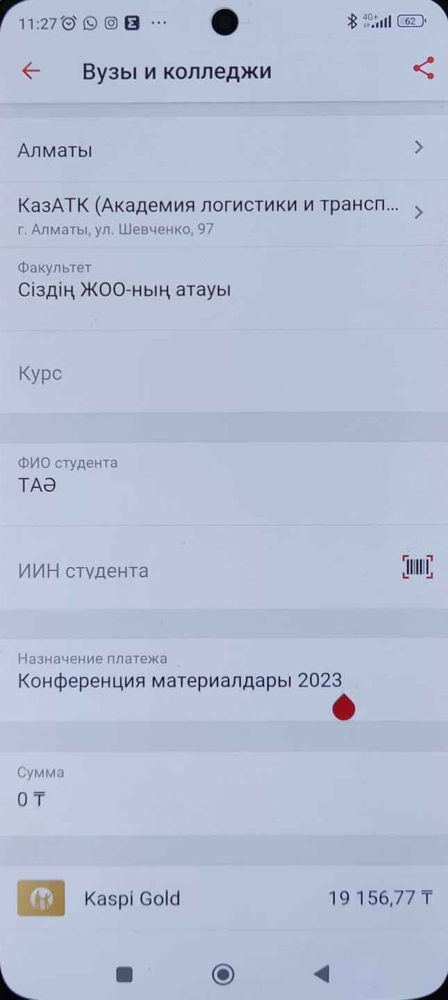 11:27
4G+
62
Вузы и колледжи
Алматы
КазАТК (Академия логистики и трансп...
г. Алматы, ул. Шевченко, 97
Факультет
Сіздің ЖОО-ның атауы
Курс
ФИО студента
ТАӘ
ИИН студента
Назначение платежа
Конференция материалдары 2023
Сумма
0 ₸
Kaspi Gold
19 156,77 ₸